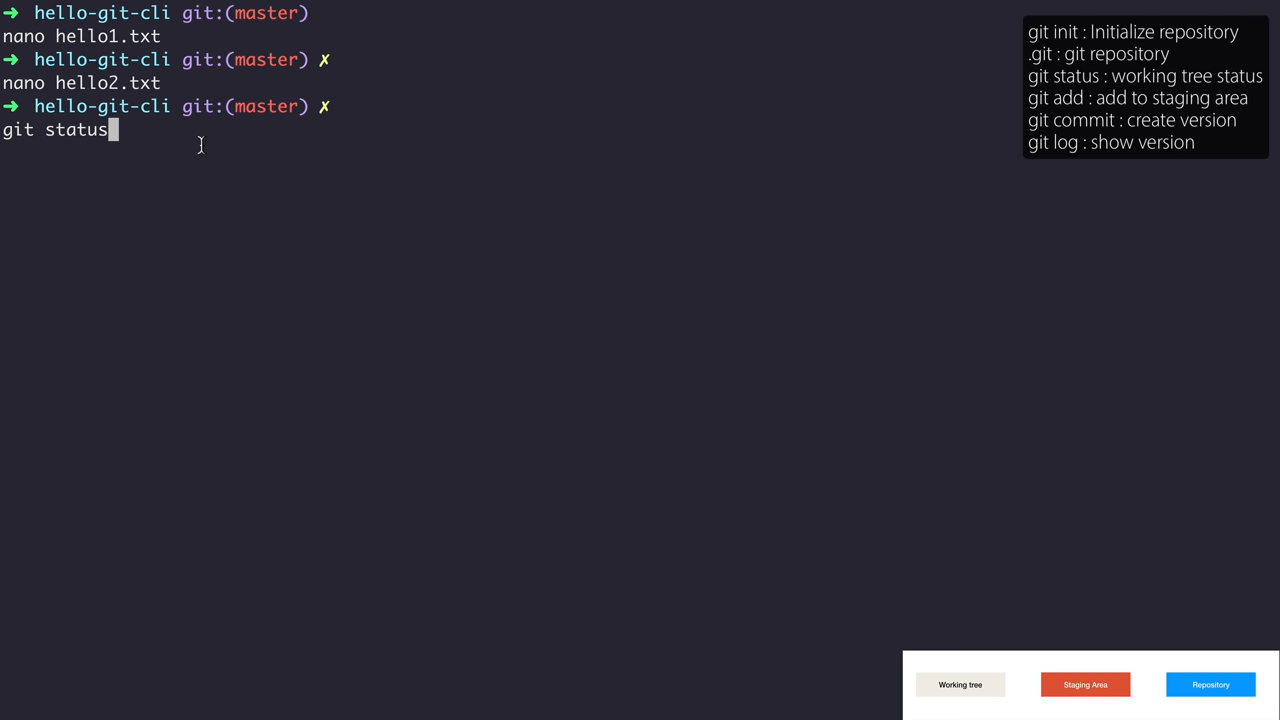 ➜ hello-git-cli git:(master)
nano hello1.txt
➜ hello-git-cli git:(master) ✗
nano hello2.txt
➜ hello-git-cli git:(master) ✗
git status
git init : Initialize repository
.git : git repository
git status : working tree status
git add : add to staging area
git commit : create version
git log : show version
Working tree
Staging Area
Repository